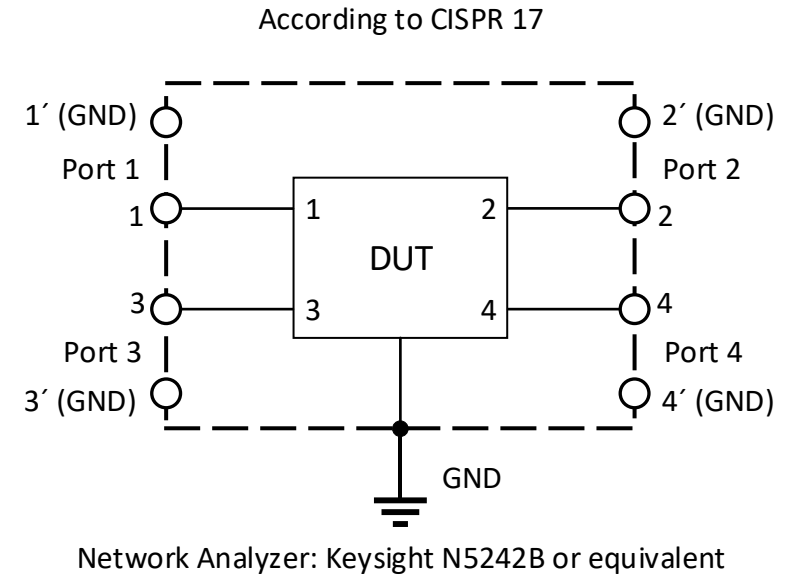 According to CISPR 17
1´ (GND) 2´ (GND)
Port 1 Port 2
1 1 2 2
DUT
3 3 4 4
Port 3 Port 4
3´ (GND) 4´ (GND)
GND
Network Analyzer: Keysight N5242B or equivalent